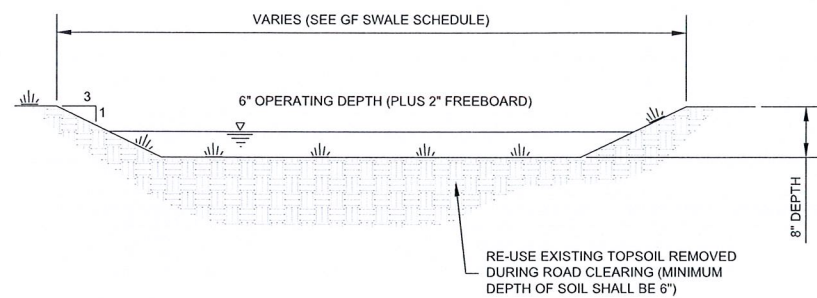 VARIES (SEE GF SWALE SCHEDULE)
3
1
6" OPERATING DEPTH (PLUS 2" FREEBOARD)
8" DEPTH
RE-USE EXISTING TOPSOIL REMOVED
DURING ROAD CLEARING (MINIMUM
DEPTH OF SOIL SHALL BE 6")